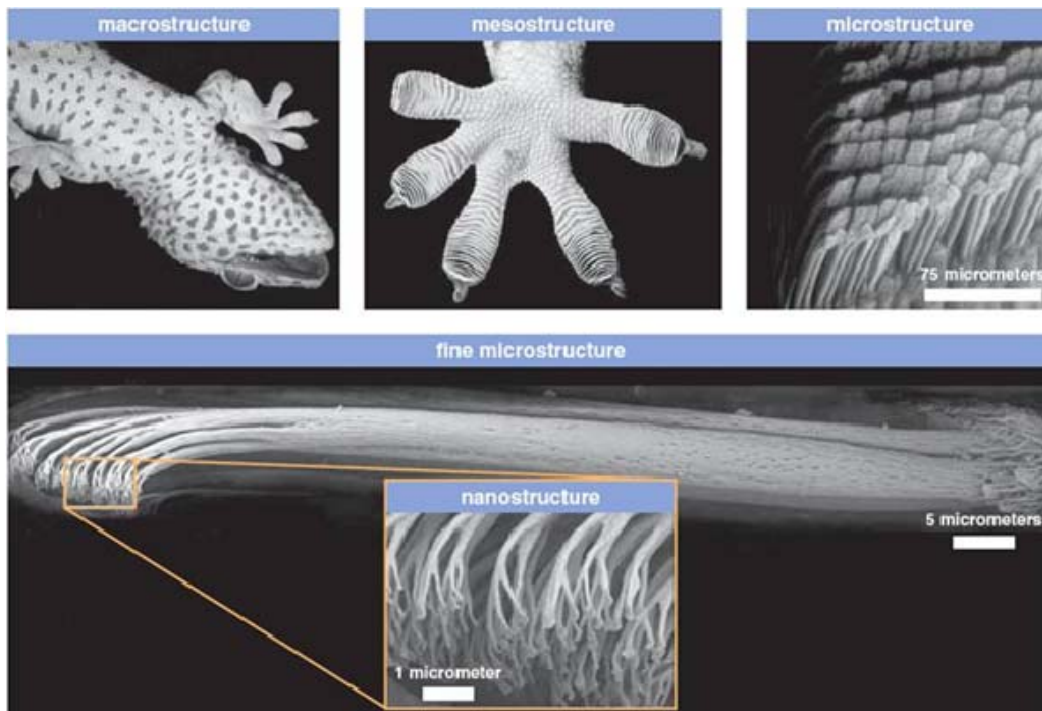 macrostructure
mesostructure
microstructure
75 micrometers
fine microstructure
nanostructure
5 micrometers
1 micrometer